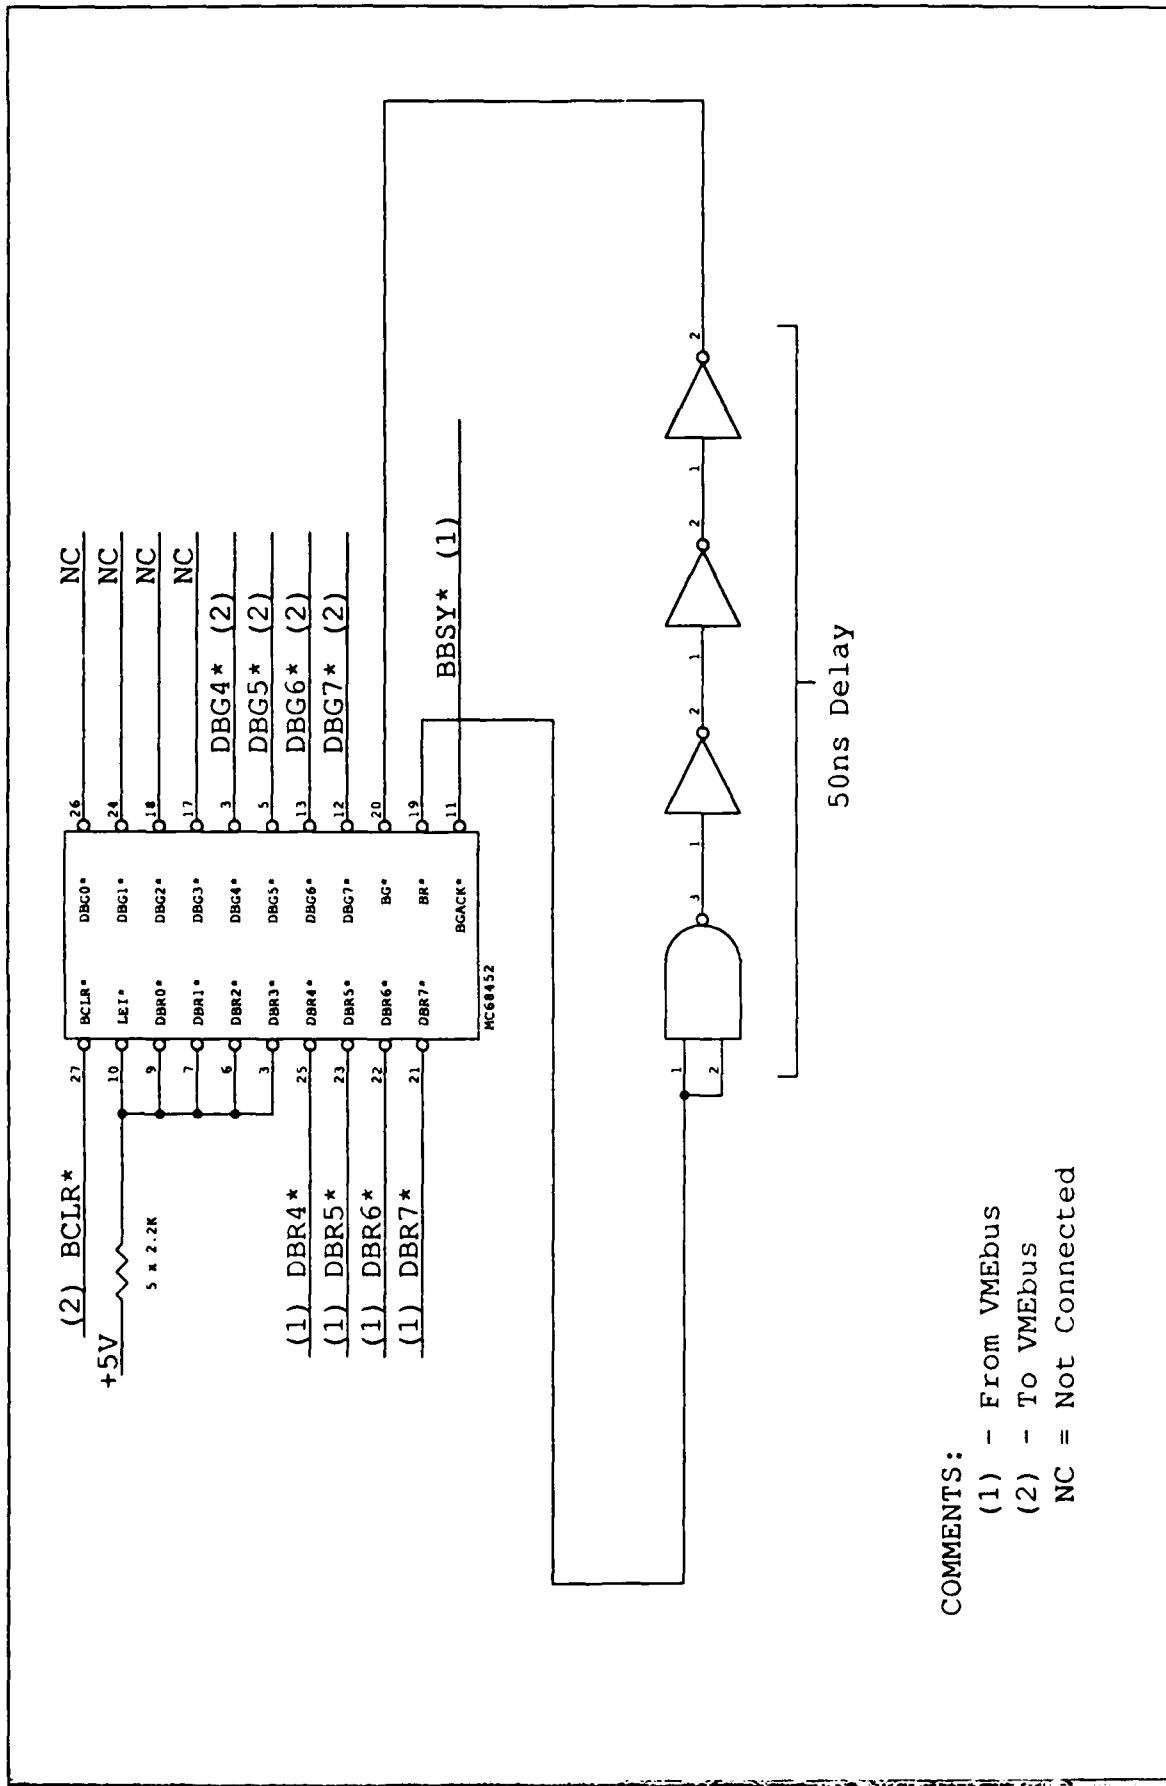 (2) BCLR*
+5V
5 x 2.2K
(1) DBR4*
(1) DBR5*
(1) DBR6*
(1) DBR7*
27
10
9
7
6
3
25
23
22
21
BCLR*
LEI*
DBR0*
DBR1*
DBR2*
DBR3*
DBR4*
DBR5*
DBR6*
DBR7*
MC68452
DBG0*
DBG1*
DBG2*
DBG3*
DBG4*
DBG5*
DBG6*
DBG7*
BG*
BR*
BGACK*
26
24
18
17
3
5
13
12
20
19
11
NC
NC
NC
NC
DBG4* (2)
DBG5* (2)
DBG6* (2)
DBG7* (2)
BBSY* (1)
1
2
3
1
2
1
2
1
2
50ns Delay
COMMENTS:
(1) - From VMEbus
(2) - To VMEbus
NC = Not Connected